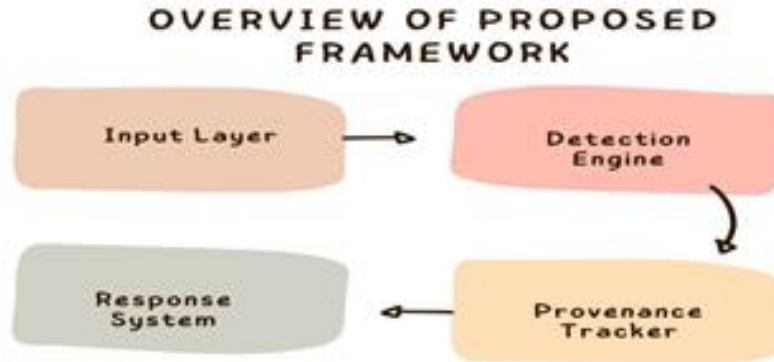 OVERVIEW OF PROPOSED
FRAMEWORK
Input Layer
Detection
Engine
Provenance
Tracker
Response
System